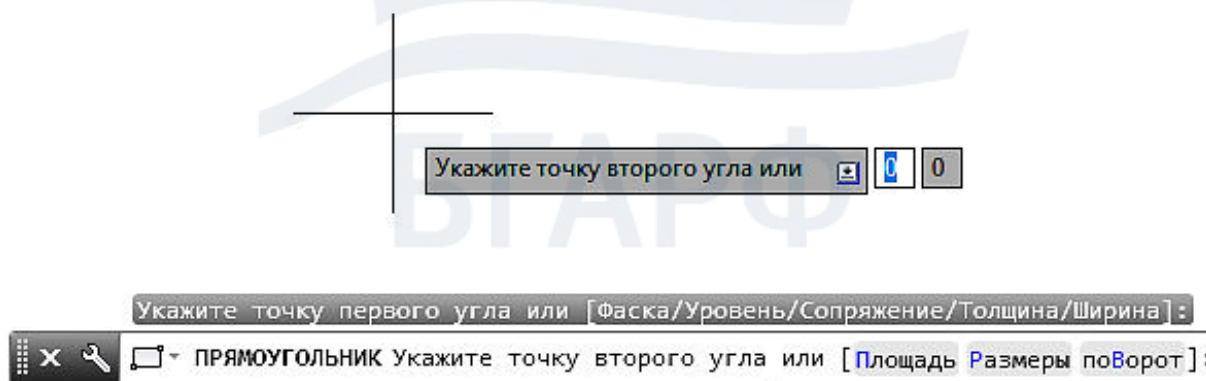 БГАРФ
Укажите точку второго угла или 0 0
Укажите точку первого угла или [Фаска/Уровень/Сопряжение/Толщина/Ширина]:
ПРЯМОУГОЛЬНИК Укажите точку второго угла или [Площадь Размеры поВорот]: